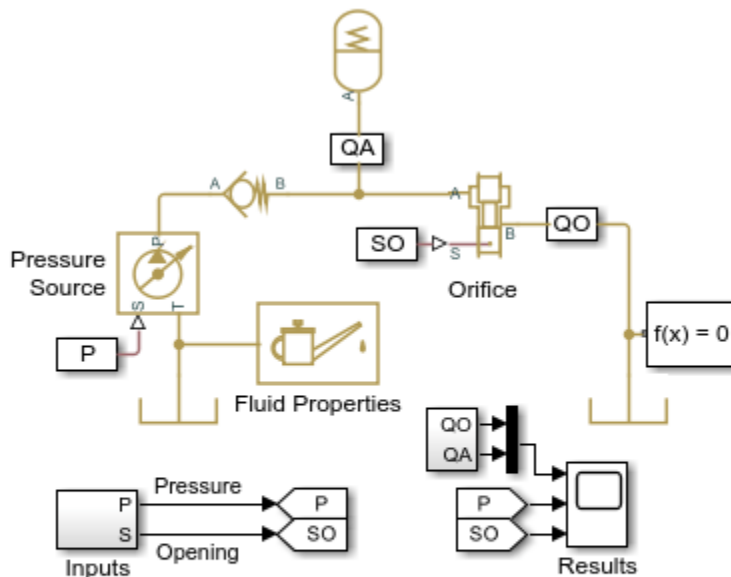 A
QA
A
B
A
P
SO
S
B
QO
Pressure
Source
Orifice
S
T
P
f(x) = 0
Fluid Properties
QO
QA
Pressure
P
P
P
S
SO
SO
Opening
Inputs
Results